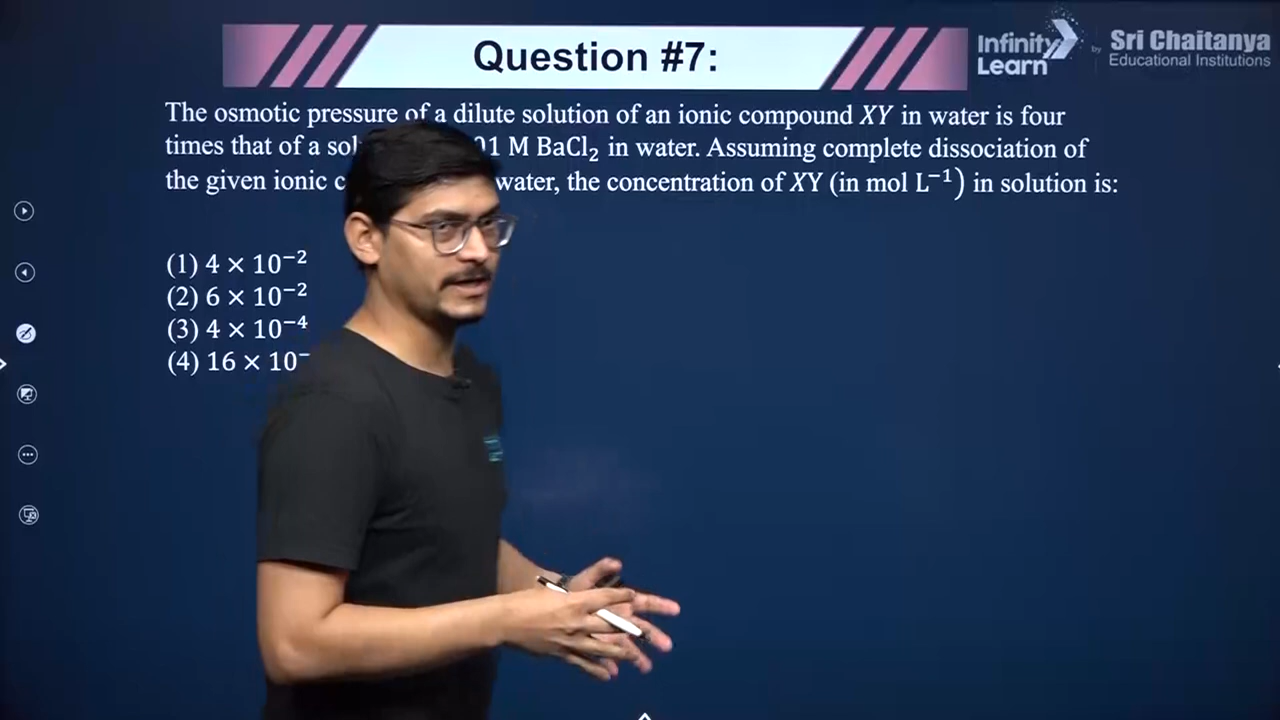 Question #7:
Infinity Learn by Sri Chaitanya Educational Institutions
The osmotic pressure of a dilute solution of an ionic compound XY in water is four
times that of a sol 01 M BaCl₂ in water. Assuming complete dissociation of
the given ionic c water, the concentration of XY (in mol L⁻¹) in solution is:
(1) 4 × 10⁻²
(2) 6 × 10⁻²
(3) 4 × 10⁻⁴
(4) 16 × 10⁻